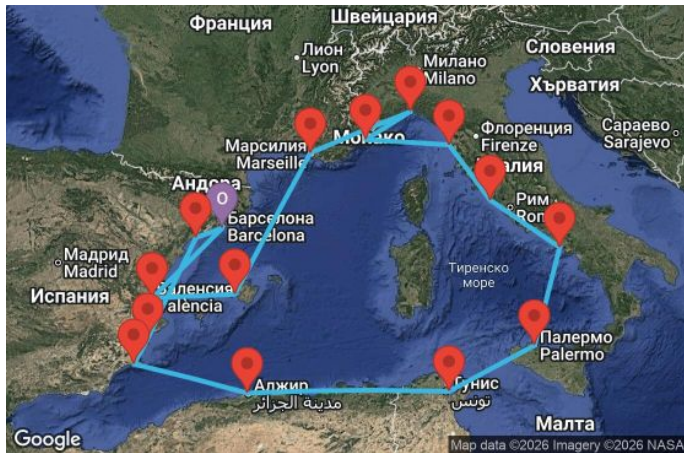 Франция
Швейцария
Лион
Lyon
Милано
Milano
Словения
Хърватия
Марсилия
Marseille
Монако
Флоренция
Firenze
Сараево
Sarajevo
Андора
0
Барселона
Barcelona
Рим
Мадрид
Madrid
Испания
Тиренско
море
Палермо
Palermo
Алжир
مدينة الجزائر
Тунис
تونس
Малта
Google
Map data ©2026 Imagery ©2026 NASA